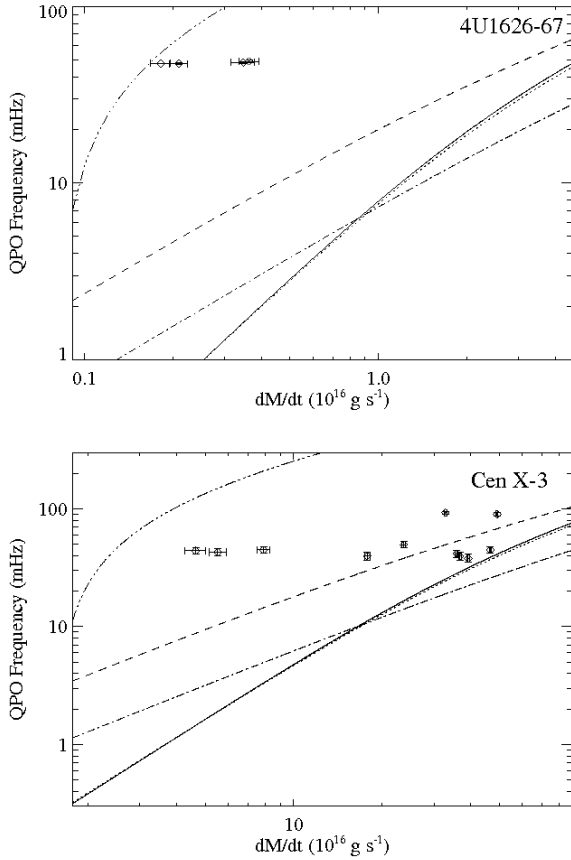 100
4U1626-67
10
1
0.1
1.0
QPO Frequency (mHz)
dM/dt (10¹⁶ g s⁻¹)
Cen X-3
100
10
1
10
QPO Frequency (mHz)
dM/dt (10¹⁶ g s⁻¹)